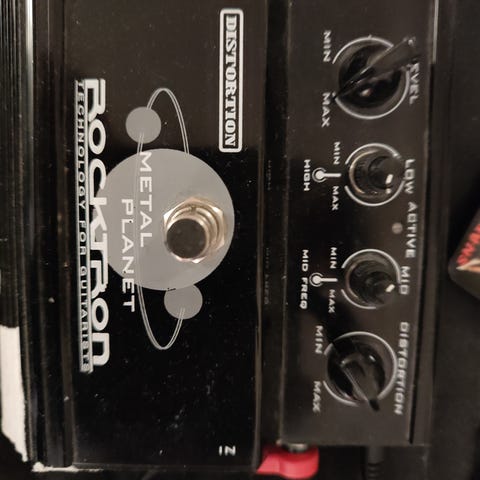 LEVEL
LOW ACTIVE MID
DISTORTION
MIN MAX
MIN MAX
HIGH
MIN MAX
MID FREQ
MIN MAX
DISTORTION
IN
METAL
PLANET
ROCKTRON
TECHNOLOGY FOR GUITARISTS